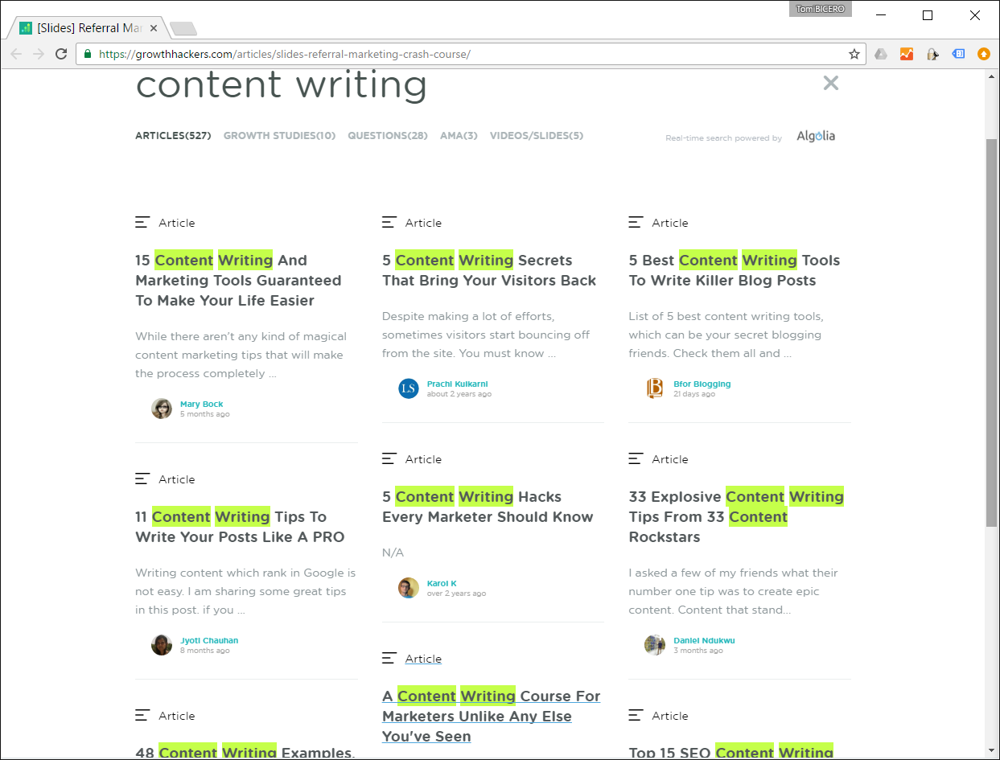 TomiBICERO
[Slides] Referral Mar
https://growthhackers.com/articles/slides-referral-marketing-crash-course/
content writing
ARTICLES(527) GROWTH STUDIES(10) QUESTIONS(28) AMA(3) VIDEOS/SLIDES(5)
Real-time search powered by Algolia
Article
15 Content Writing And
Marketing Tools Guaranteed
To Make Your Life Easier
While there aren't any kind of magical
content marketing tips that will make
the process completely ...
Mary Bock
5 months ago
Article
11 Content Writing Tips To
Write Your Posts Like A PRO
Writing content which rank in Google is
not easy. I am sharing some great tips
in this post. if you ...
Jyoti Chauhan
8 months ago
Article
48 Content Writing Examples,
Article
5 Content Writing Secrets
That Bring Your Visitors Back
Despite making a lot of efforts,
sometimes visitors start bouncing off
from the site. You must know ...
LS
Prachi Kulkarni
about 2 years ago
Article
5 Content Writing Hacks
Every Marketer Should Know
N/A
Karol K
over 2 years ago
Article
A Content Writing Course For
Marketers Unlike Any Else
You've Seen
Article
5 Best Content Writing Tools
To Write Killer Blog Posts
List of 5 best content writing tools,
which can be your secret blogging
friends. Check them all and ...
B
Bfor Blogging
21 days ago
Article
33 Explosive Content Writing
Tips From 33 Content
Rockstars
I asked a few of my friends what their
number one tip was to create epic
content. Content that stand...
Daniel Ndukwu
3 months ago
Article
Top 15 SEO Content Writing